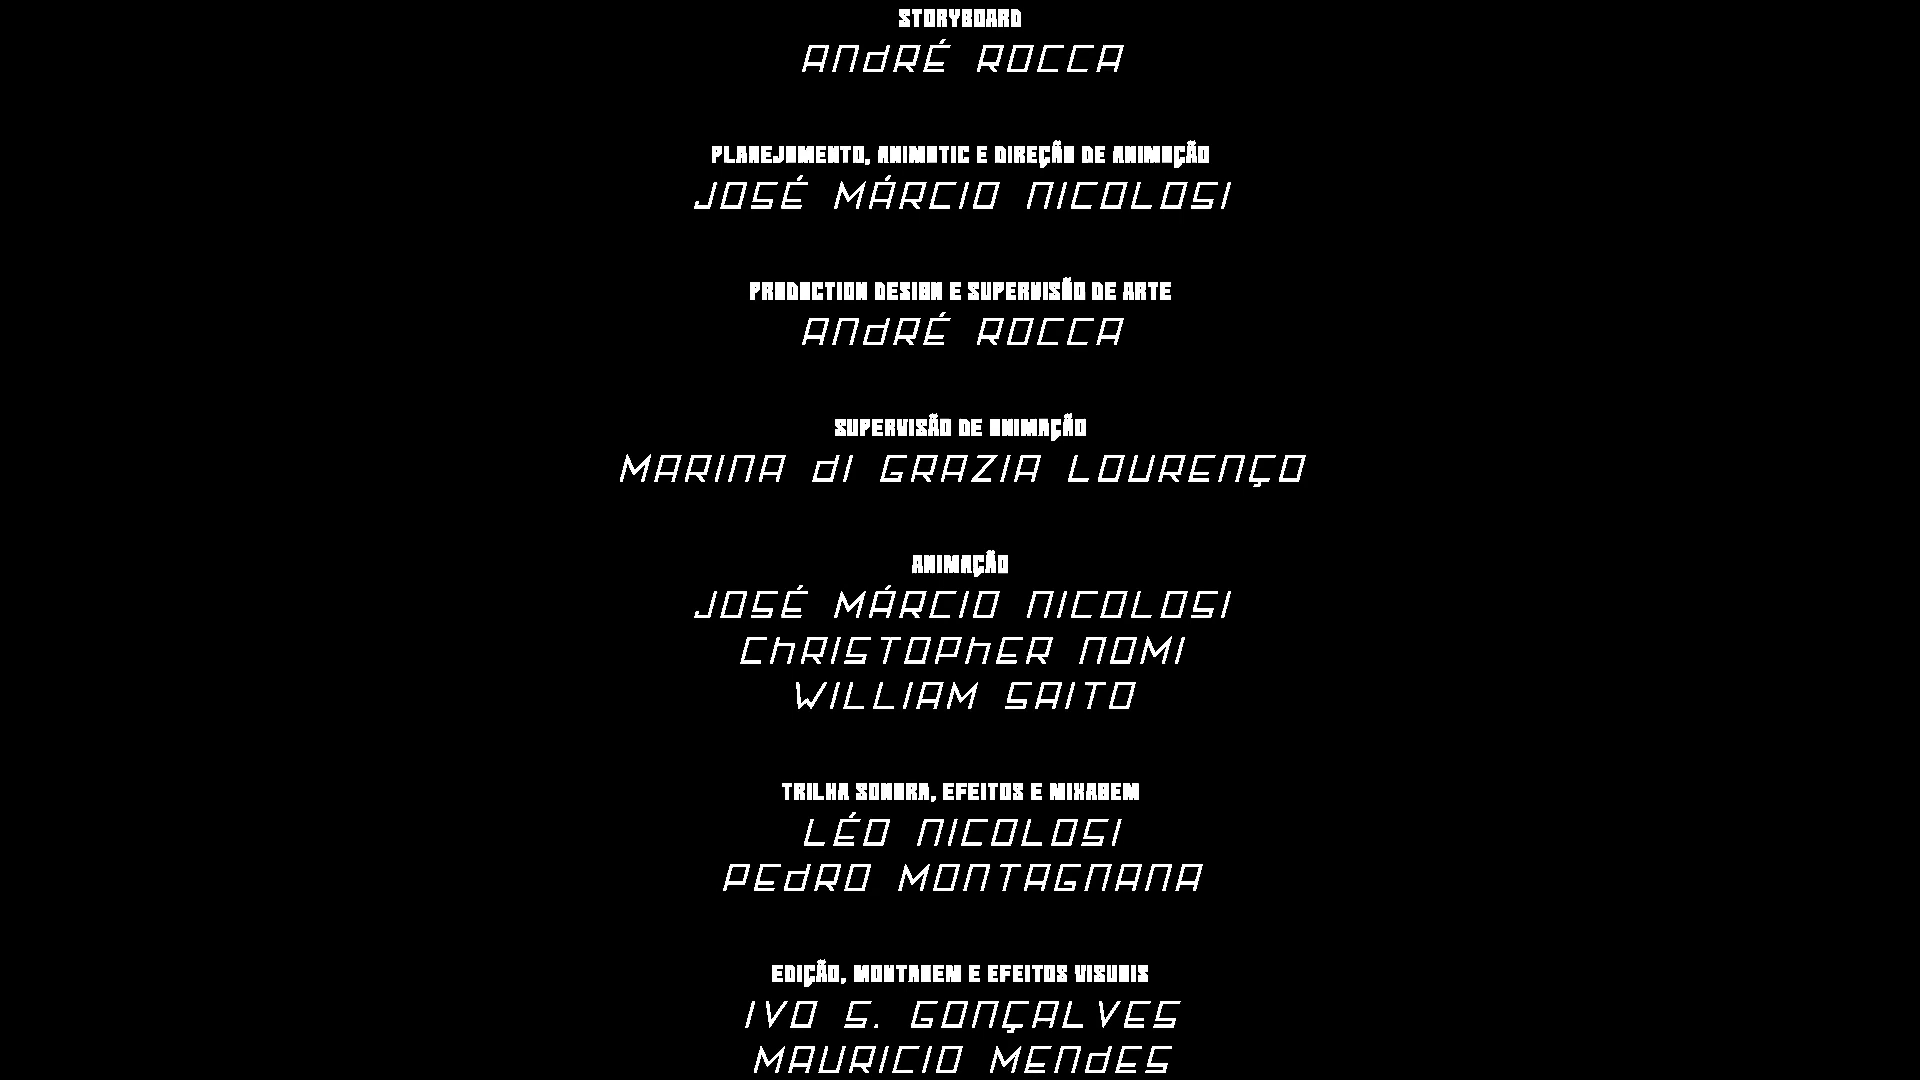 STORYBOARD
ANdRÉ ROCCA
PLANEJAMENTO, ANIMATIC E DIREÇÃO DE ANIMAÇÃO
JOSÉ MÁRCIO NICOLOSI
PRODUCTION DESIGN E SUPERVISÃO DE ARTE
ANdRÉ ROCCA
SUPERVISÃO DE ANIMAÇÃO
MARINA dI GRAZIA LOURENÇO
ANIMAÇÃO
JOSÉ MÁRCIO NICOLOSI
ChRISTOPhER NOMI
WILLIAM SAITO
TRILHA SONORA, EFEITOS E MIXAGEM
LÉO NICOLOSI
PEdRO MONTAGNANA
EDIÇÃO, MONTAGEM E EFEITOS VISUAIS
IVO S. GONÇALVES
MAURICIO MENdES